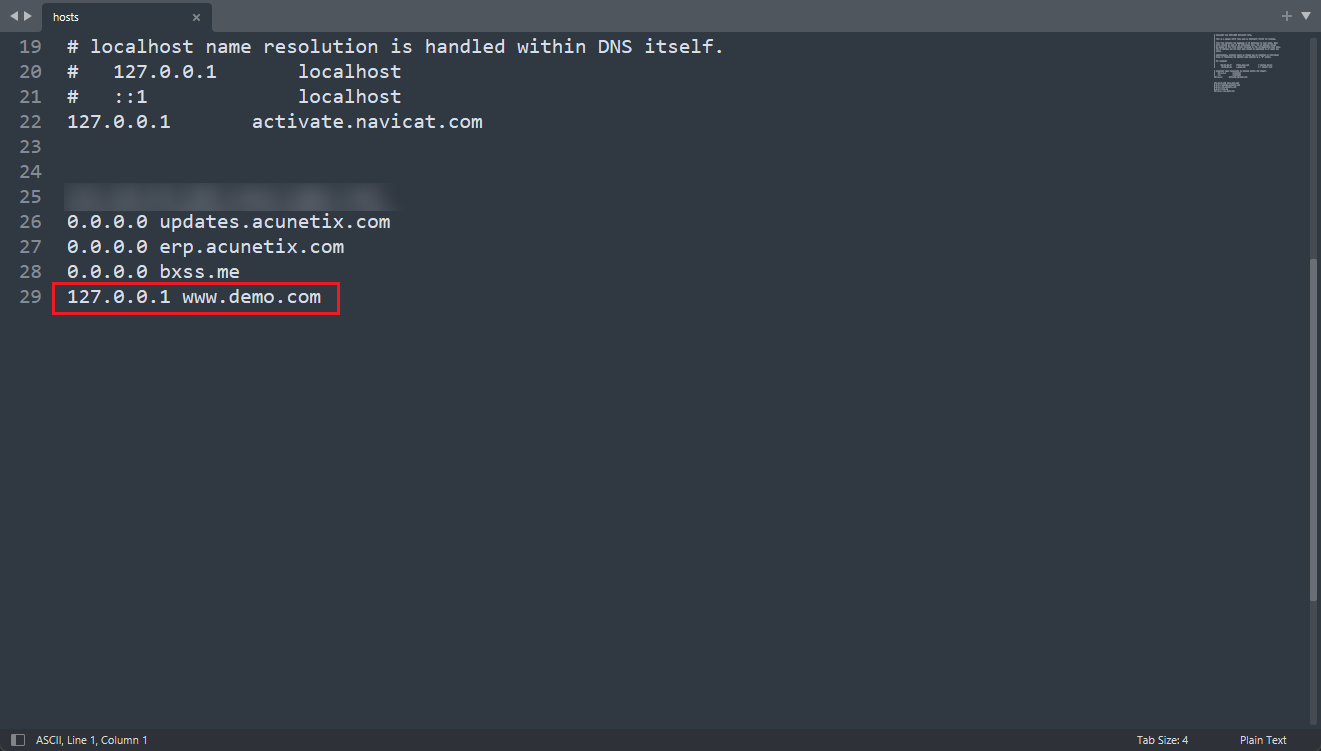 hosts
19 # localhost name resolution is handled within DNS itself.
20 #   127.0.0.1       localhost
21 #   ::1             localhost
22 127.0.0.1       activate.navicat.com
23
24
25
26 0.0.0.0 updates.acunetix.com
27 0.0.0.0 erp.acunetix.com
28 0.0.0.0 bxss.me
29 127.0.0.1 www.demo.com
ASCII, Line 1, Column 1 Tab Size: 4 Plain Text